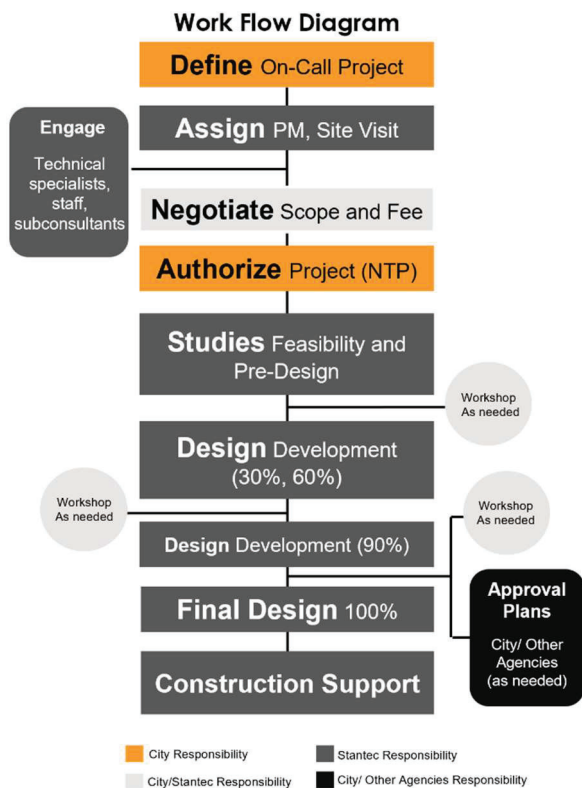 Work Flow Diagram
Define On-Call Project
Engage
Technical
specialists,
staff,
subconsultants
Assign PM, Site Visit
Negotiate Scope and Fee
Authorize Project (NTP)
Studies Feasibility and
Pre-Design
Workshop
As needed
Design Development
(30%, 60%)
Workshop
As needed
Workshop
As needed
Design Development (90%)
Approval
Plans
City/ Other
Agencies
(as needed)
Final Design 100%
Construction Support
City Responsibility
Stantec Responsibility
City/Stantec Responsibility
City/ Other Agencies Responsibility